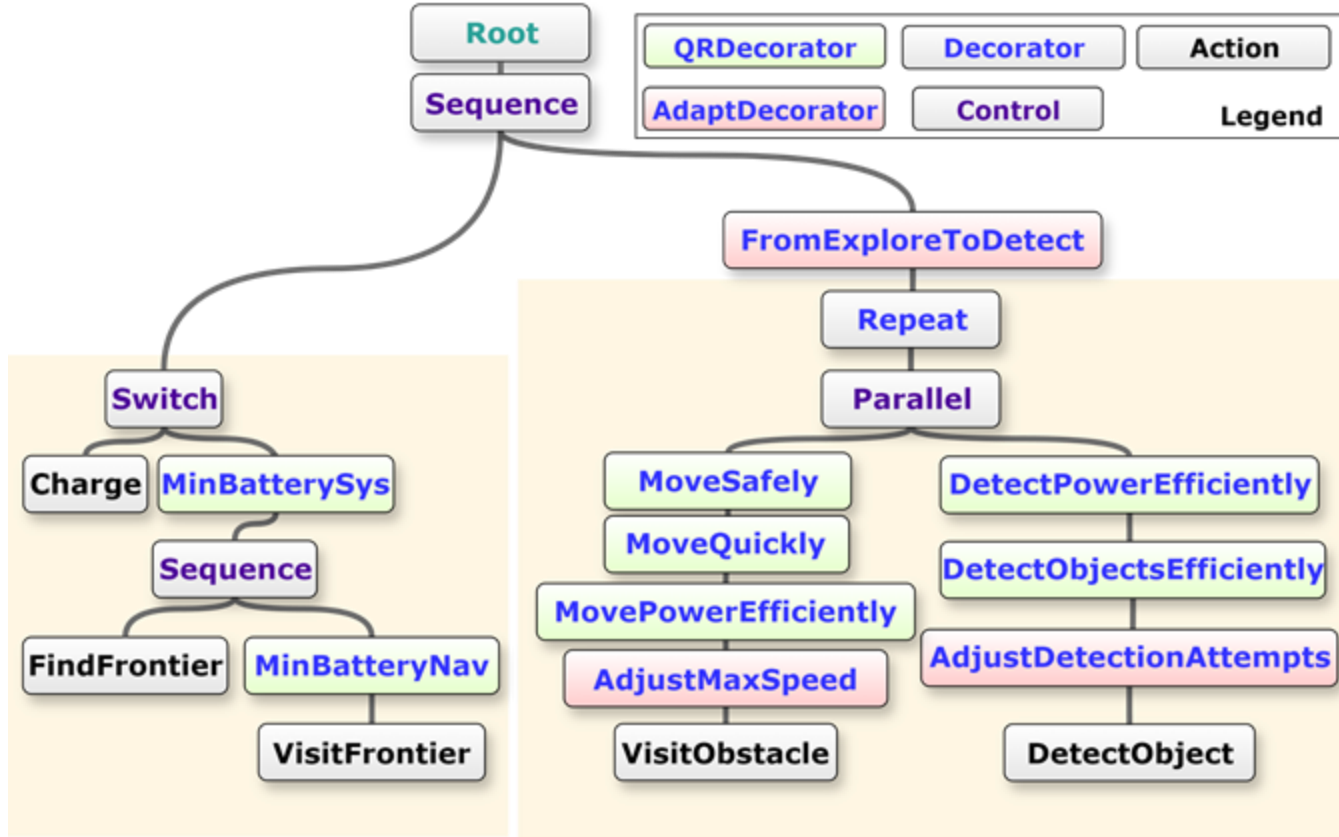 Root
Sequence
QRDecorator
Decorator
Action
AdaptDecorator
Control
Legend
FromExploreToDetect
Repeat
Parallel
Switch
Charge
MinBatterySys
Sequence
FindFrontier
MinBatteryNav
VisitFrontier
MoveSafely
MoveQuickly
MovePowerEfficiently
AdjustMaxSpeed
VisitObstacle
DetectPowerEfficiently
DetectObjectsEfficiently
AdjustDetectionAttempts
DetectObject